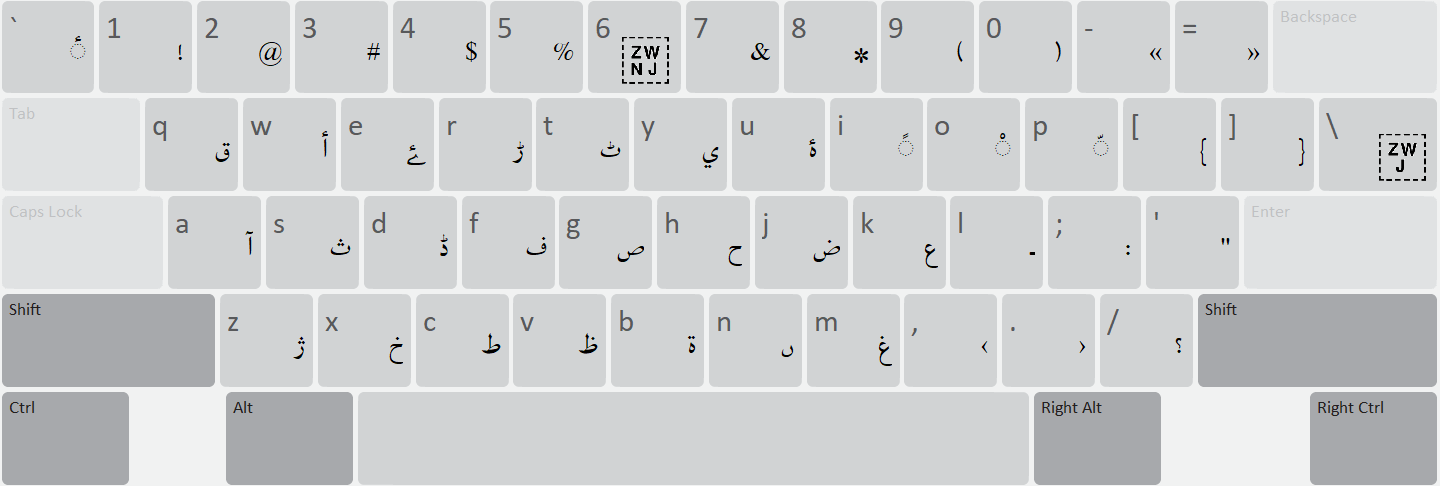 ` ◌ٔ 1 ! 2 @ 3 # 4 $ 5 % 6 ZWNJ 7 & 8 * 9 ( 0 ) - « = » Backspace
Tab q ق w أ e ۓ r ڑ t ٹ y ي u ۀ i ◌ً o ◌ْ p ◌ّ [ { ] } \ ZWJ
Caps Lock a آ s ث d ڈ f ف g ص h ح j ض k ع l ۔ ; : ' " Enter
Shift z ژ x خ c ط v ظ b ة n ں m غ , ‹ . › / ؟ Shift
Ctrl Alt Right Alt Right Ctrl